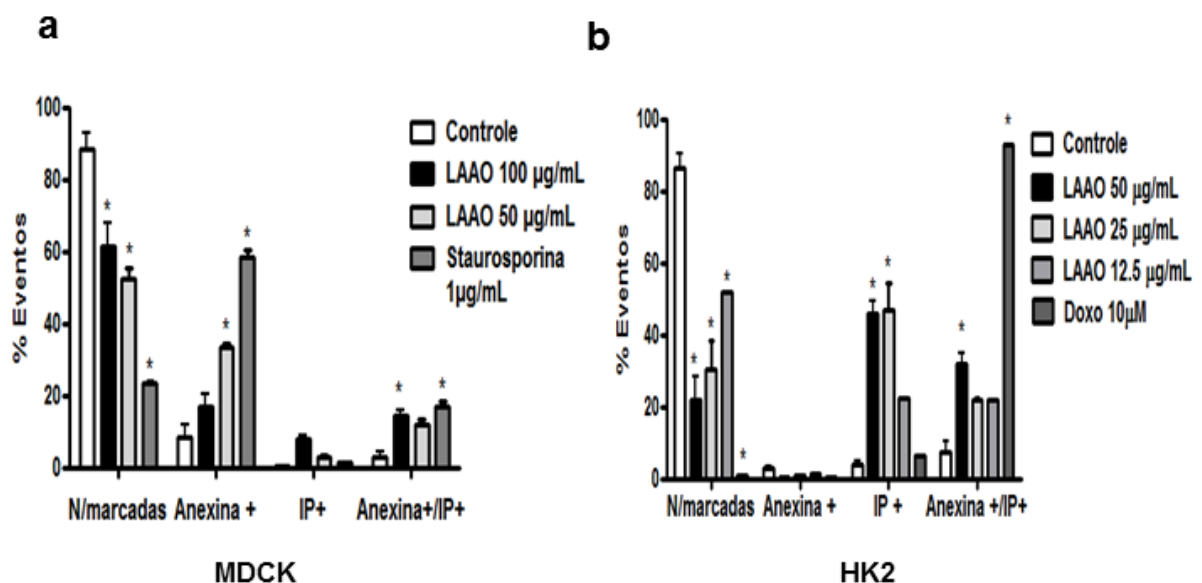 a
% Eventos
100
80
60
40
20
0
*
*
*
*
*
*
*
Controle
LAAO 100 µg/mL
LAAO 50 µg/mL
Staurosporina
1µg/mL
N/marcadas Anexina + IP+ Anexina+/IP+
MDCK
b
% Eventos
100
80
60
40
20
0
*
*
*
*
*
*
*
*
Controle
LAAO 50 µg/mL
LAAO 25 µg/mL
LAAO 12.5 µg/mL
Doxo 10µM
N/marcadas Anexina + IP + Anexina +/IP+
HK2